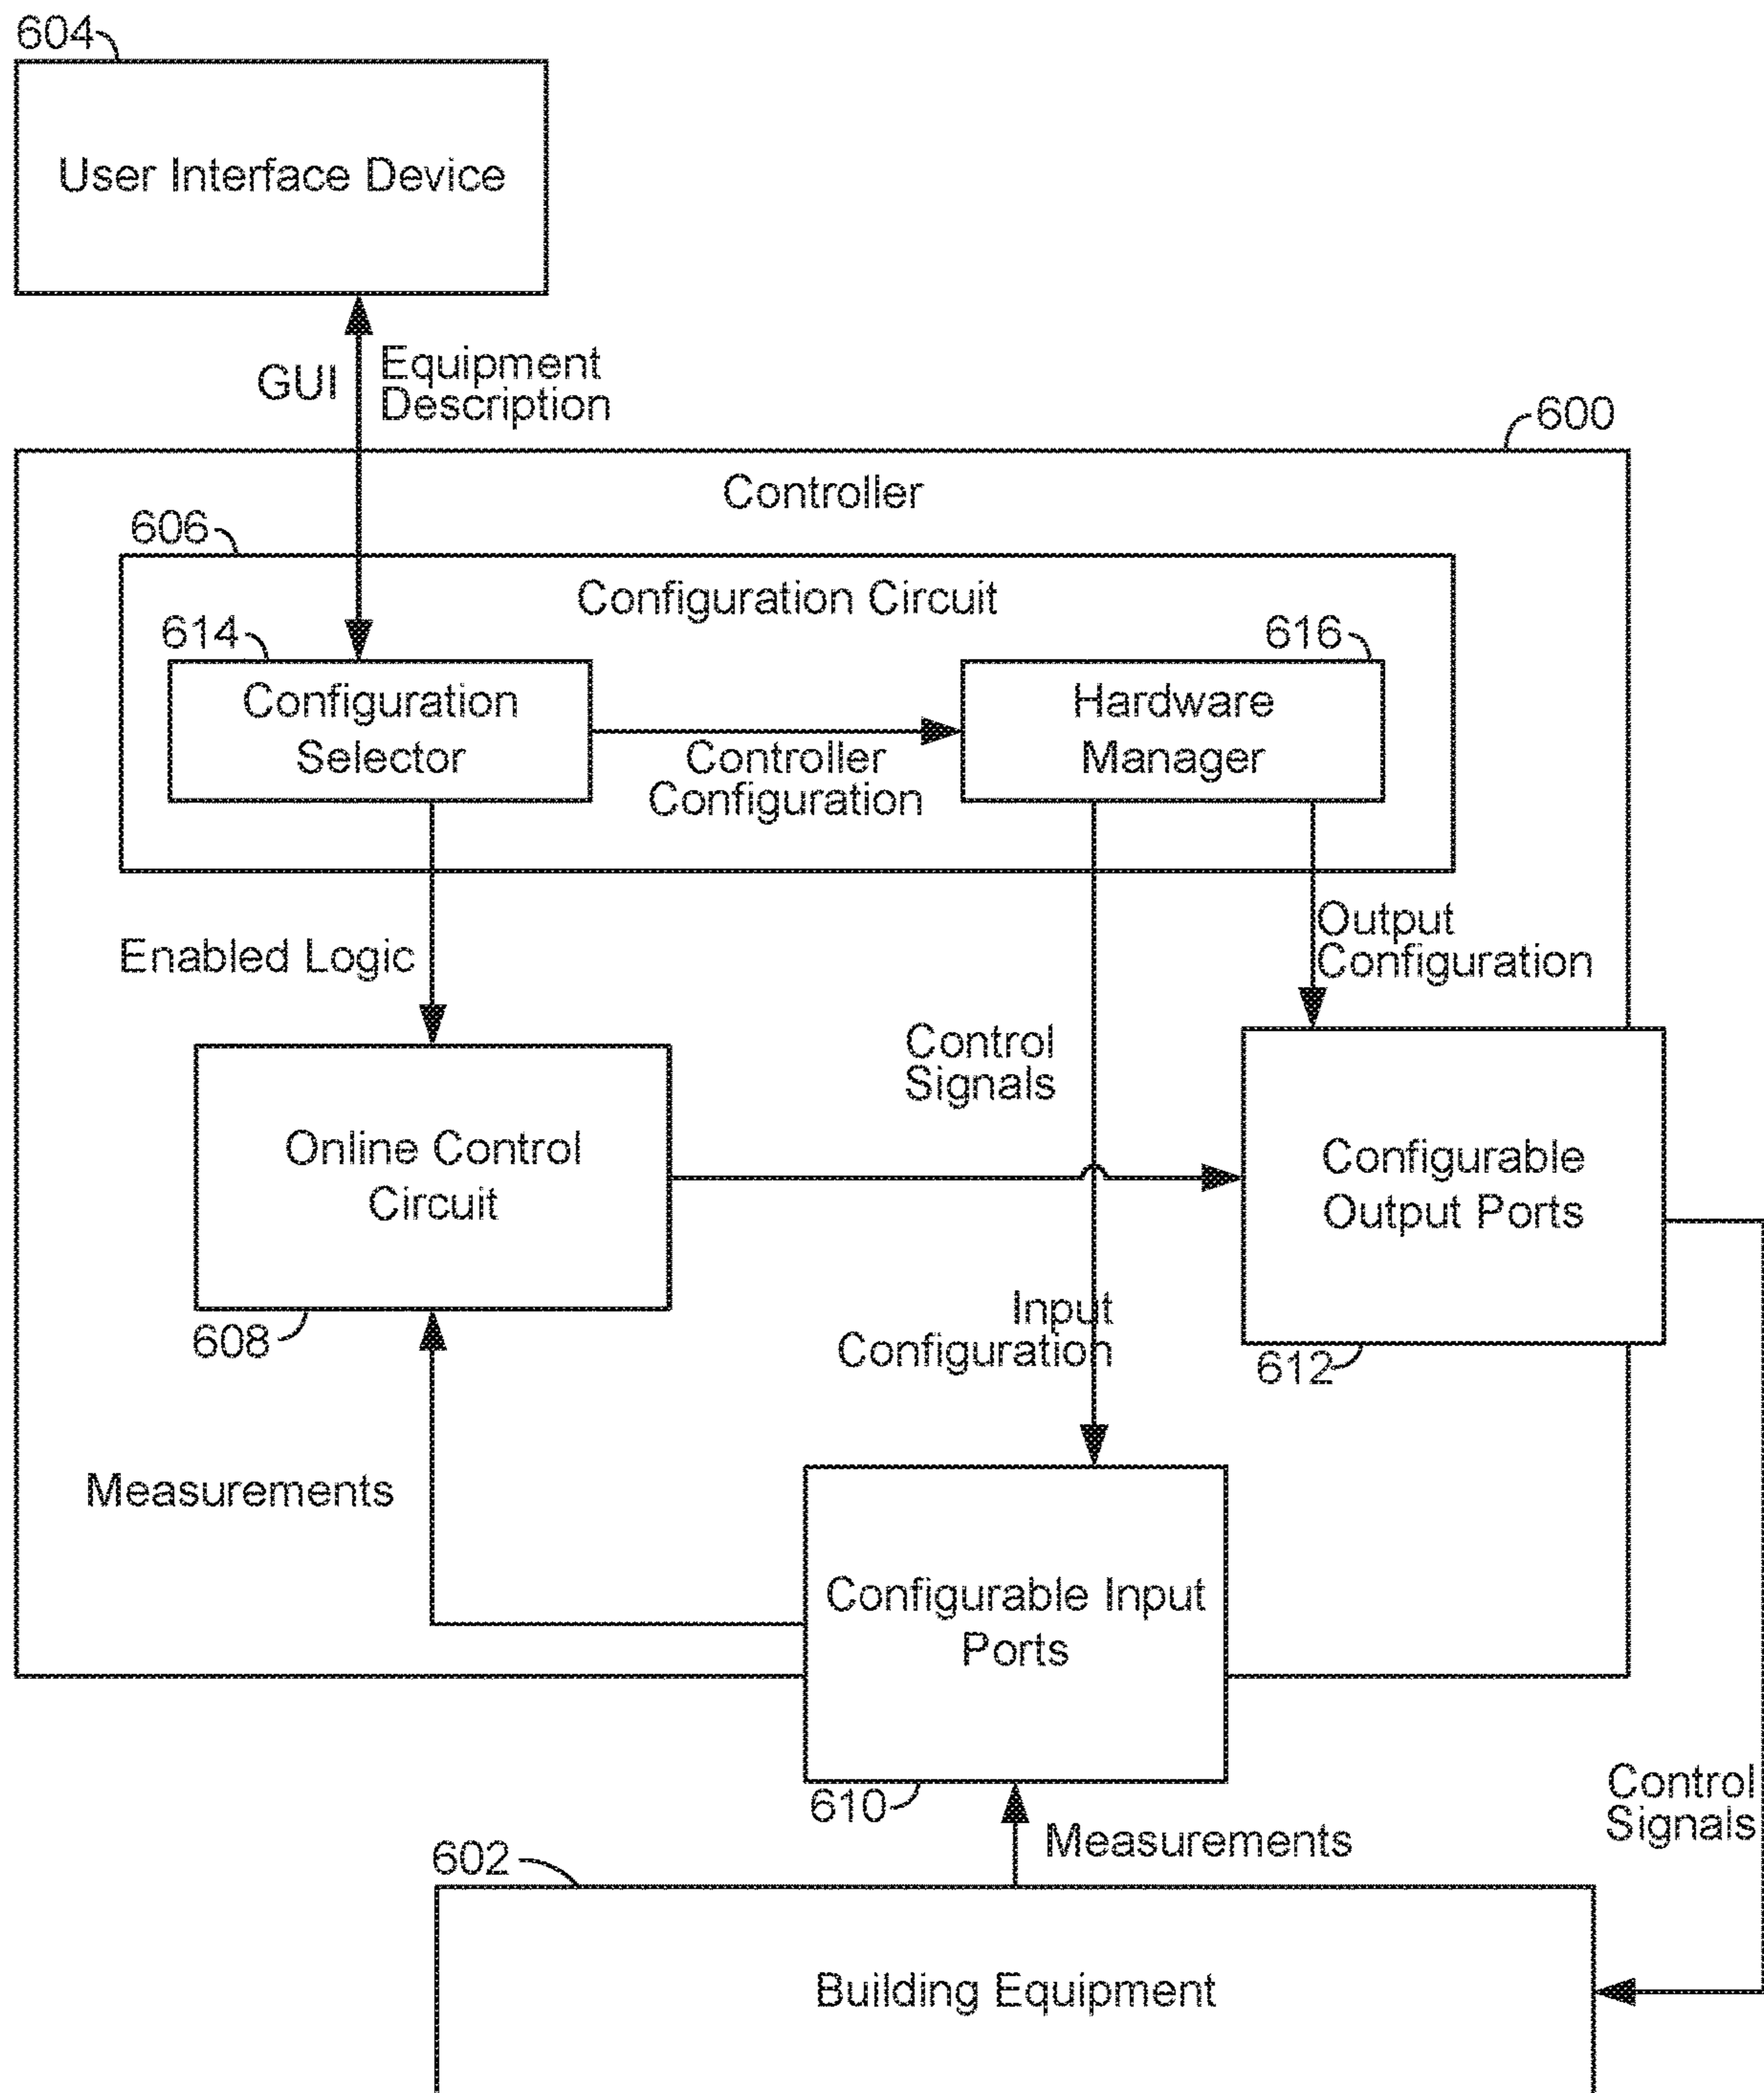 604
User Interface Device
GUI
Equipment
Description
600
Controller
606
Configuration Circuit
614
616
Configuration
Selector
Hardware
Manager
Controller
Configuration
Enabled Logic
Output
Configuration
Control
Signals
Online Control
Circuit
Configurable
Output Ports
608
Input
Configuration
612
Measurements
Configurable Input
Ports
610
Measurements
Control
Signals
602
Building Equipment